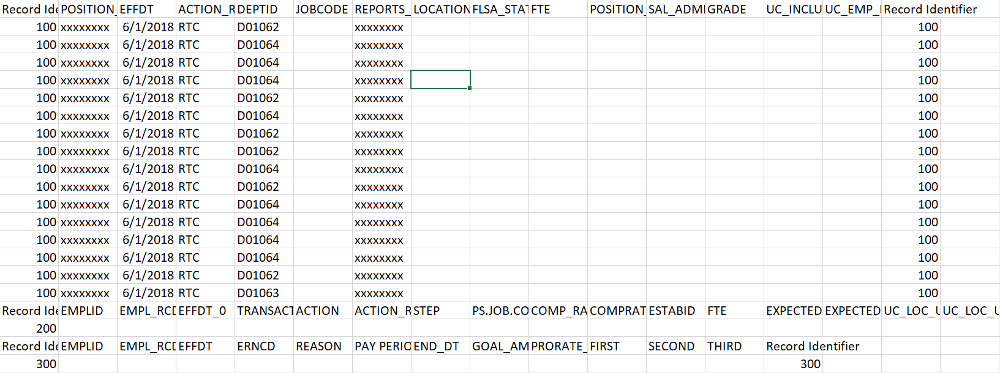 Record Ide POSITION_ EFFDT ACTION_R DEPTID JOBCODE REPORTS_ LOCATION FLSA_STAT FTE POSITION_ SAL_ADMI GRADE UC_INCLU UC_EMP_ Record Identifier
100 xxxxxxxx 6/1/2018 RTC D01062 xxxxxxxx 100
100 xxxxxxxx 6/1/2018 RTC D01064 xxxxxxxx 100
100 xxxxxxxx 6/1/2018 RTC D01064 xxxxxxxx 100
100 xxxxxxxx 6/1/2018 RTC D01064 xxxxxxxx 100
100 xxxxxxxx 6/1/2018 RTC D01062 xxxxxxxx 100
100 xxxxxxxx 6/1/2018 RTC D01064 xxxxxxxx 100
100 xxxxxxxx 6/1/2018 RTC D01062 xxxxxxxx 100
100 xxxxxxxx 6/1/2018 RTC D01062 xxxxxxxx 100
100 xxxxxxxx 6/1/2018 RTC D01064 xxxxxxxx 100
100 xxxxxxxx 6/1/2018 RTC D01062 xxxxxxxx 100
100 xxxxxxxx 6/1/2018 RTC D01064 xxxxxxxx 100
100 xxxxxxxx 6/1/2018 RTC D01064 xxxxxxxx 100
100 xxxxxxxx 6/1/2018 RTC D01064 xxxxxxxx 100
100 xxxxxxxx 6/1/2018 RTC D01064 xxxxxxxx 100
100 xxxxxxxx 6/1/2018 RTC D01062 xxxxxxxx 100
100 xxxxxxxx 6/1/2018 RTC D01063 xxxxxxxx 100
Record Ide EMPLID EMPL_RCD EFFDT_0 TRANSACT ACTION ACTION_R STEP PS.JOB.CO COMP_RA COMPRAT ESTABID FTE EXPECTED EXPECTED UC_LOC_U UC_LOC_U
200
Record Ide EMPLID EMPL_RCD EFFDT ERNCD REASON PAY PERIO END_DT GOAL_AM PRORATE_ FIRST SECOND THIRD Record Identifier
300 300